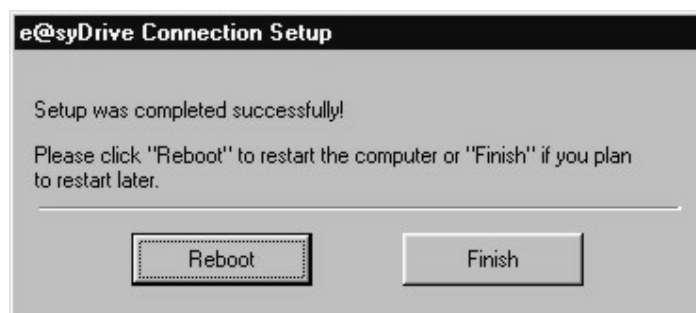 e@syDrive Connection Setup
Setup was completed successfully!
Please click "Reboot" to restart the computer or "Finish" if you plan
to restart later.
Reboot
Finish